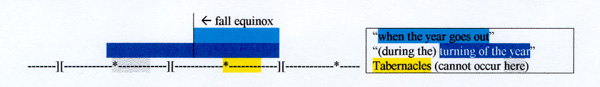 ← fall equinox
“when the year goes out”
“(during the) turning of the year”
-------][-------------*-------------][-------------*-------------][-------------*-----
Tabernacles (cannot occur here)